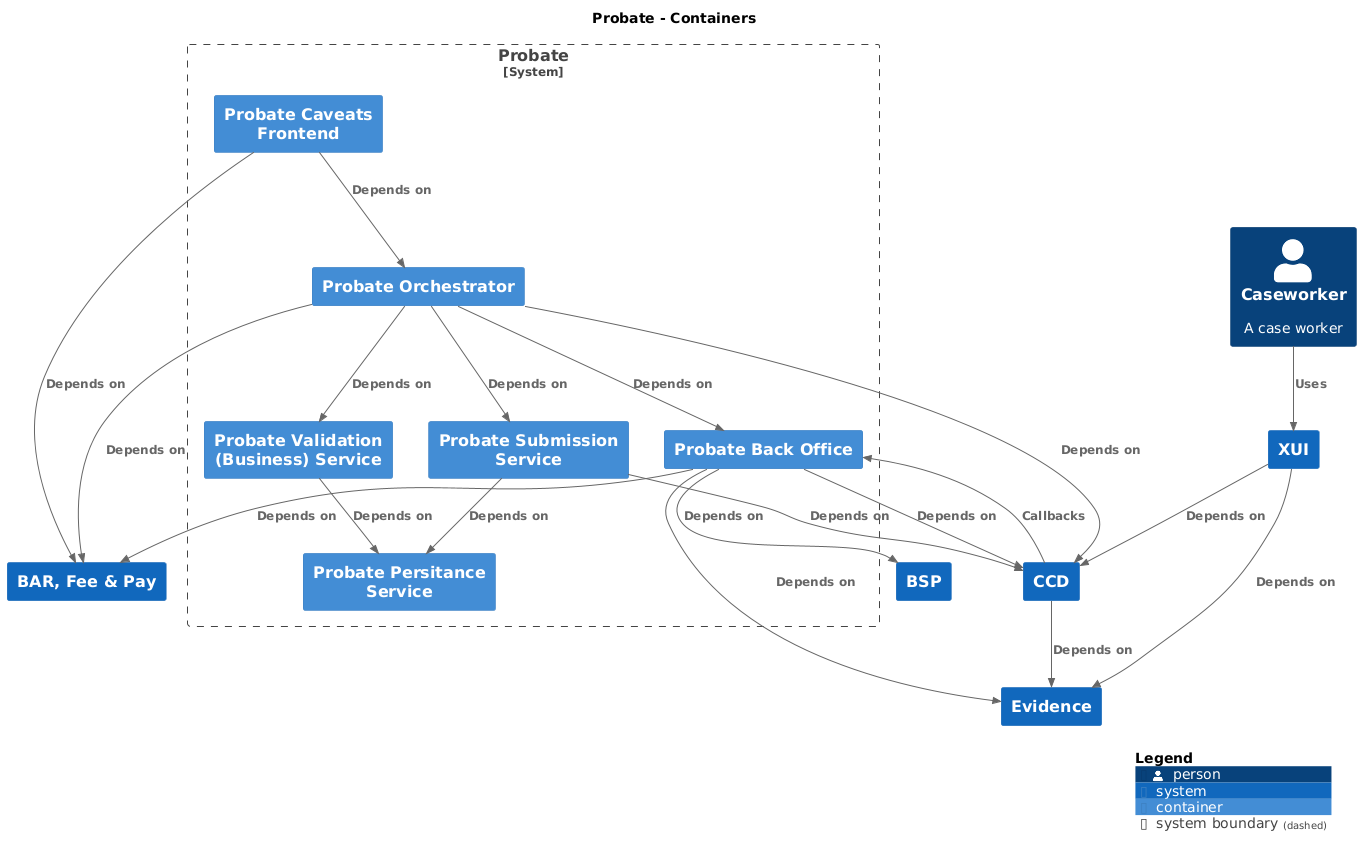 Probate - Containers
Probate
[System]
Probate Caveats
Frontend
Depends on
Probate Orchestrator
Caseworker
A case worker
Depends on
Depends on
Depends on
Depends on
Uses
Depends on
Depends on
Probate Validation
(Business) Service
Probate Submission
Service
Probate Back Office
XUI
Depends on
Depends on
Depends on
Depends on
Depends on
Depends on
Callbacks
Depends on
BAR, Fee & Pay
Probate Persitance
Service
Depends on
BSP
CCD
Depends on
Depends on
Evidence
Legend
person
system
container
system boundary (dashed)